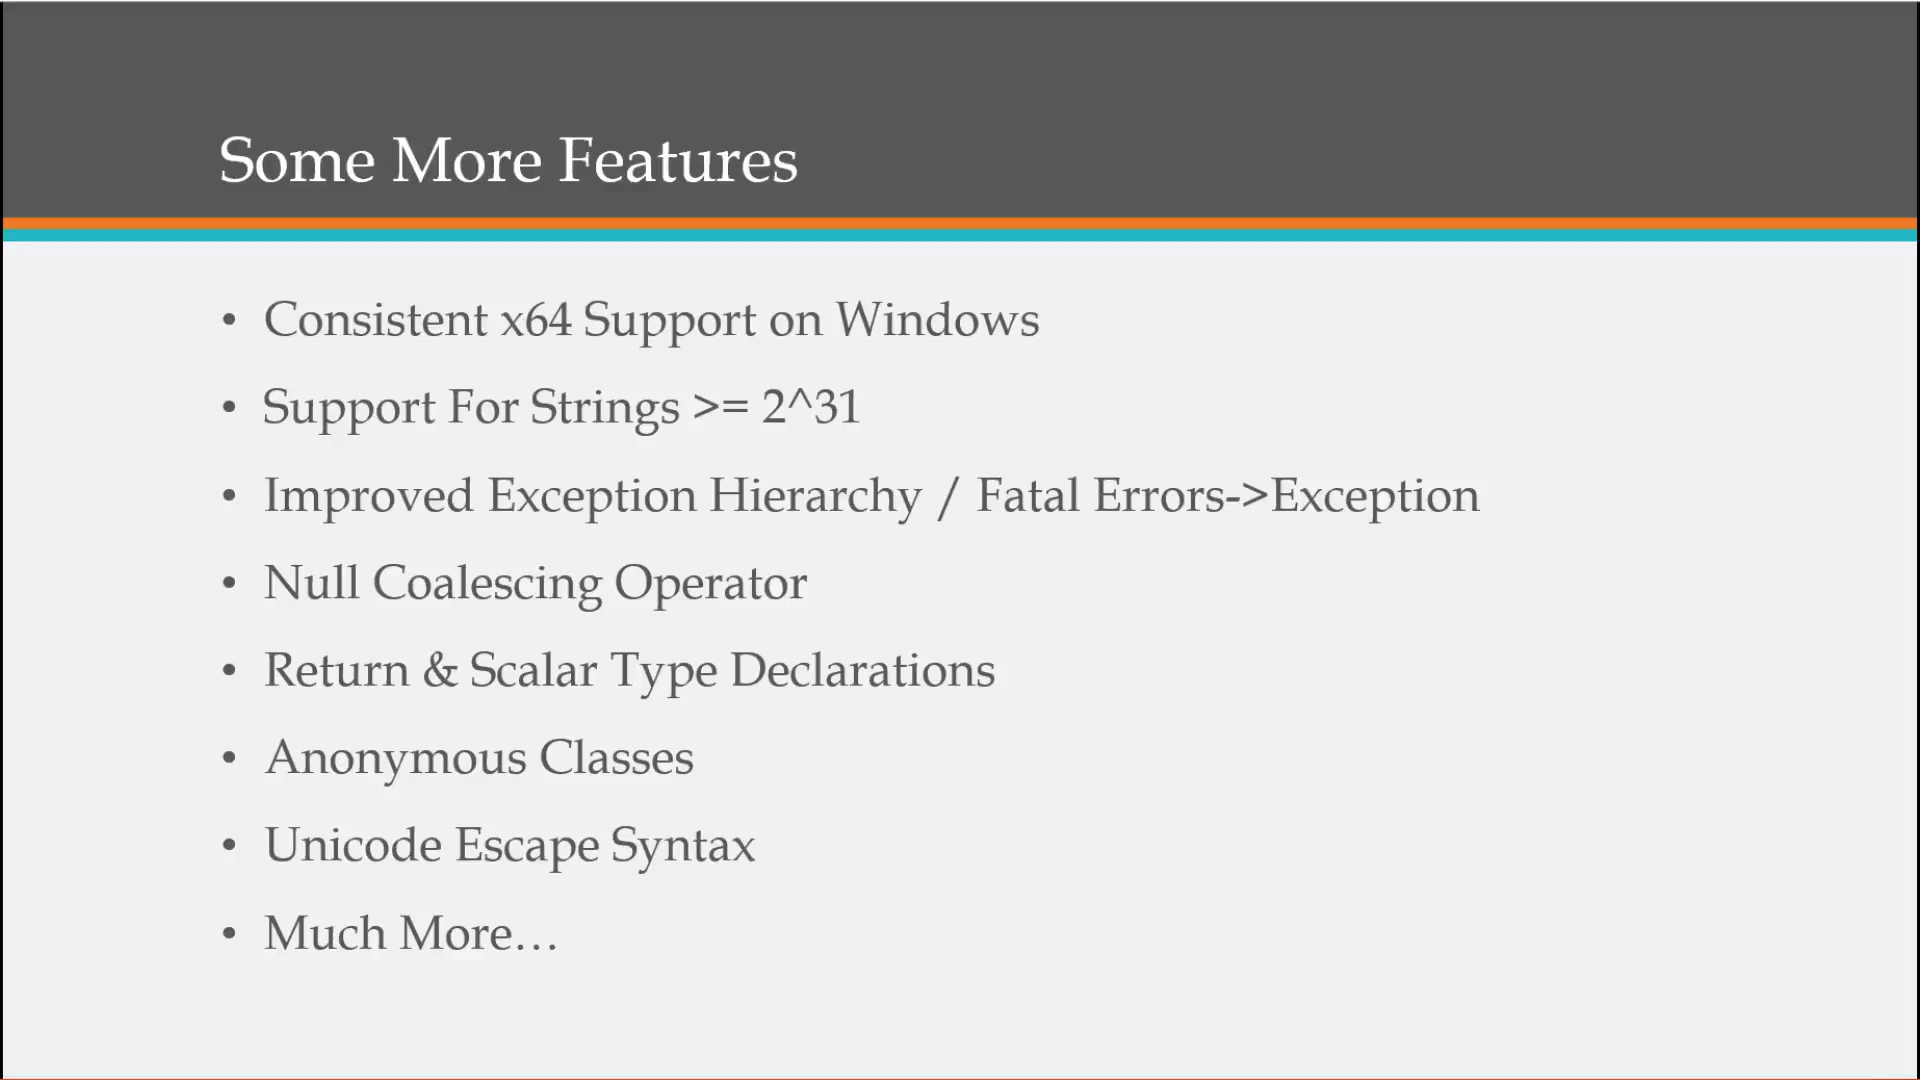 Some More Features
• Consistent x64 Support on Windows
• Support For Strings >= 2^31
• Improved Exception Hierarchy / Fatal Errors->Exception
• Null Coalescing Operator
• Return & Scalar Type Declarations
• Anonymous Classes
• Unicode Escape Syntax
• Much More…